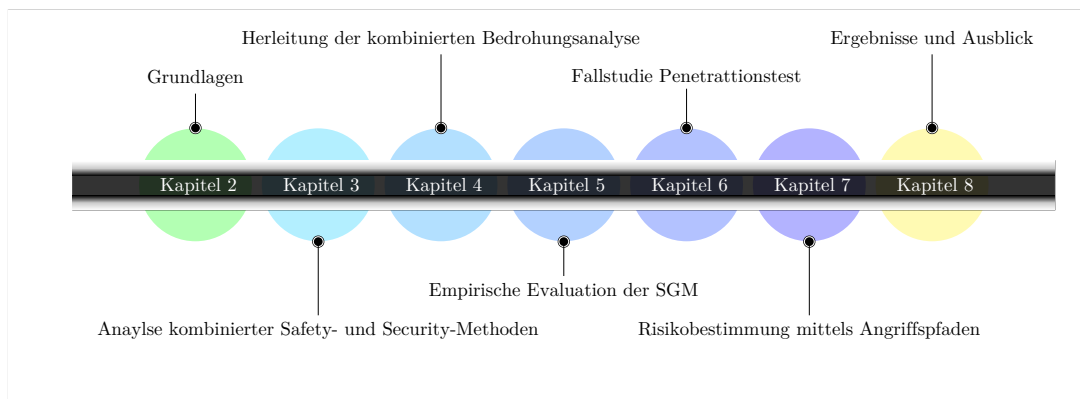 Herleitung der kombinierten Bedrohungsanalyse
Ergebnisse und Ausblick
Grundlagen
Fallstudie Penetrattionstest
Kapitel 2
Kapitel 3
Kapitel 4
Kapitel 5
Kapitel 6
Kapitel 7
Kapitel 8
Empirische Evaluation der SGM
Anaylse kombinierter Safety- und Security-Methoden
Risikobestimmung mittels Angriffspfaden